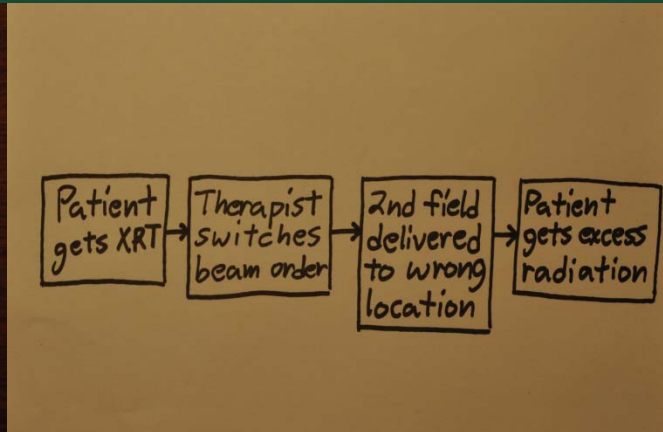 Patient
gets XRT
Therapist
switches
beam order
2nd field
delivered
to wrong
location
Patient
gets excess
radiation